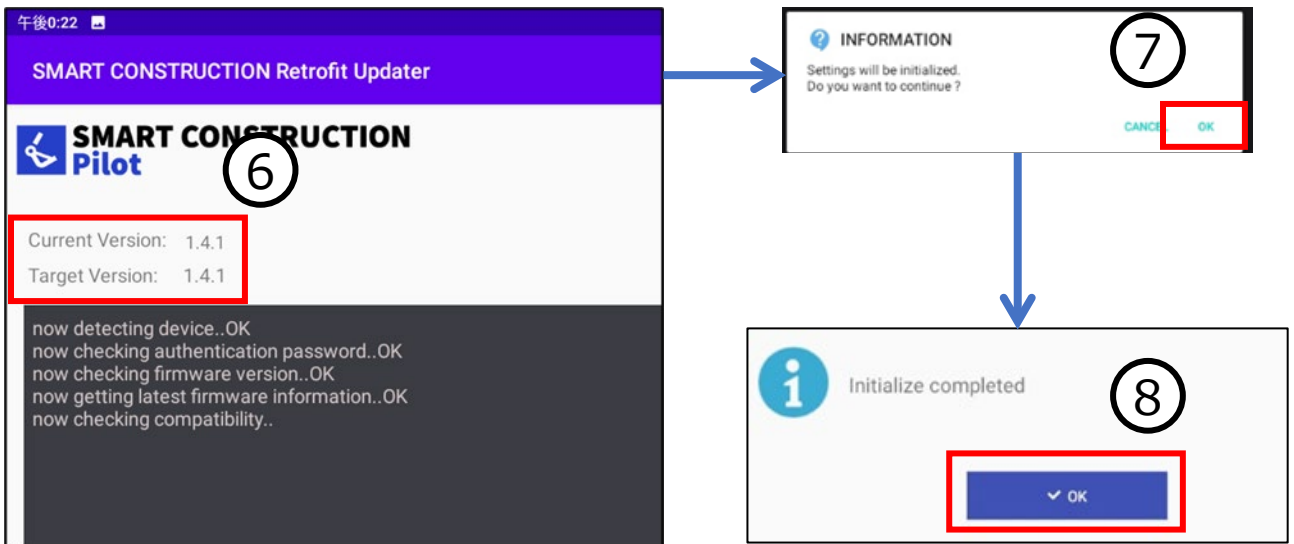 午後0:22
SMART CONSTRUCTION Retrofit Updater
SMART CONSTRUCTION
Pilot
⑥
Current Version: 1.4.1
Target Version: 1.4.1
now detecting device..OK
now checking authentication password..OK
now checking firmware version..OK
now getting latest firmware information..OK
now checking compatibility..
INFORMATION
⑦
Settings will be initialized.
Do you want to continue ?
CANCEL OK
Initialize completed
⑧
OK